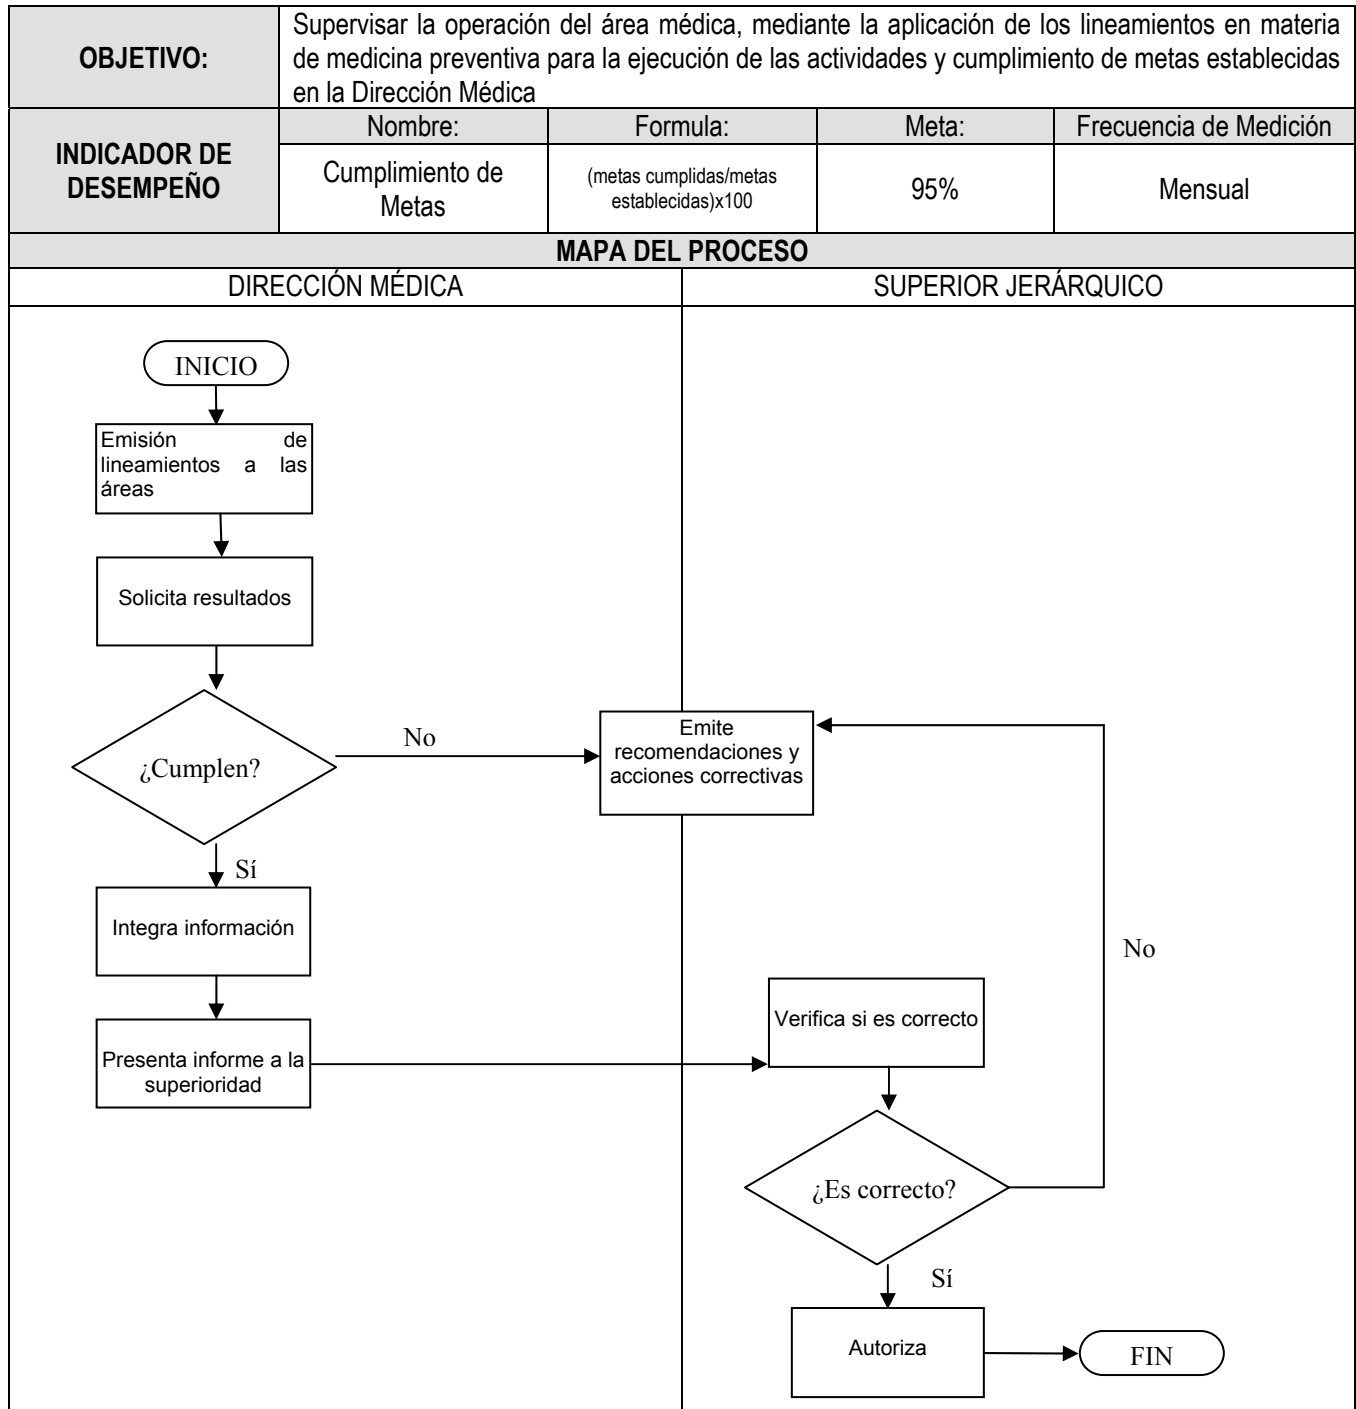 OBJETIVO:
Supervisar la operación del área médica, mediante la aplicación de los lineamientos en materia
de medicina preventiva para la ejecución de las actividades y cumplimiento de metas establecidas
en la Dirección Médica
INDICADOR DE
DESEMPEÑO
Nombre:
Formula:
Meta:
Frecuencia de Medición
Cumplimiento de
Metas
(metas cumplidas/metas
establecidas)x100
95%
Mensual
MAPA DEL PROCESO
DIRECCIÓN MÉDICA
SUPERIOR JERÁRQUICO
INICIO
Emisión de
lineamientos a las
áreas
Solicita resultados
¿Cumplen?
No
Emite
recomendaciones y
acciones correctivas
Sí
Integra información
No
Presenta informe a la
superioridad
Verifica si es correcto
¿Es correcto?
Sí
Autoriza
FIN